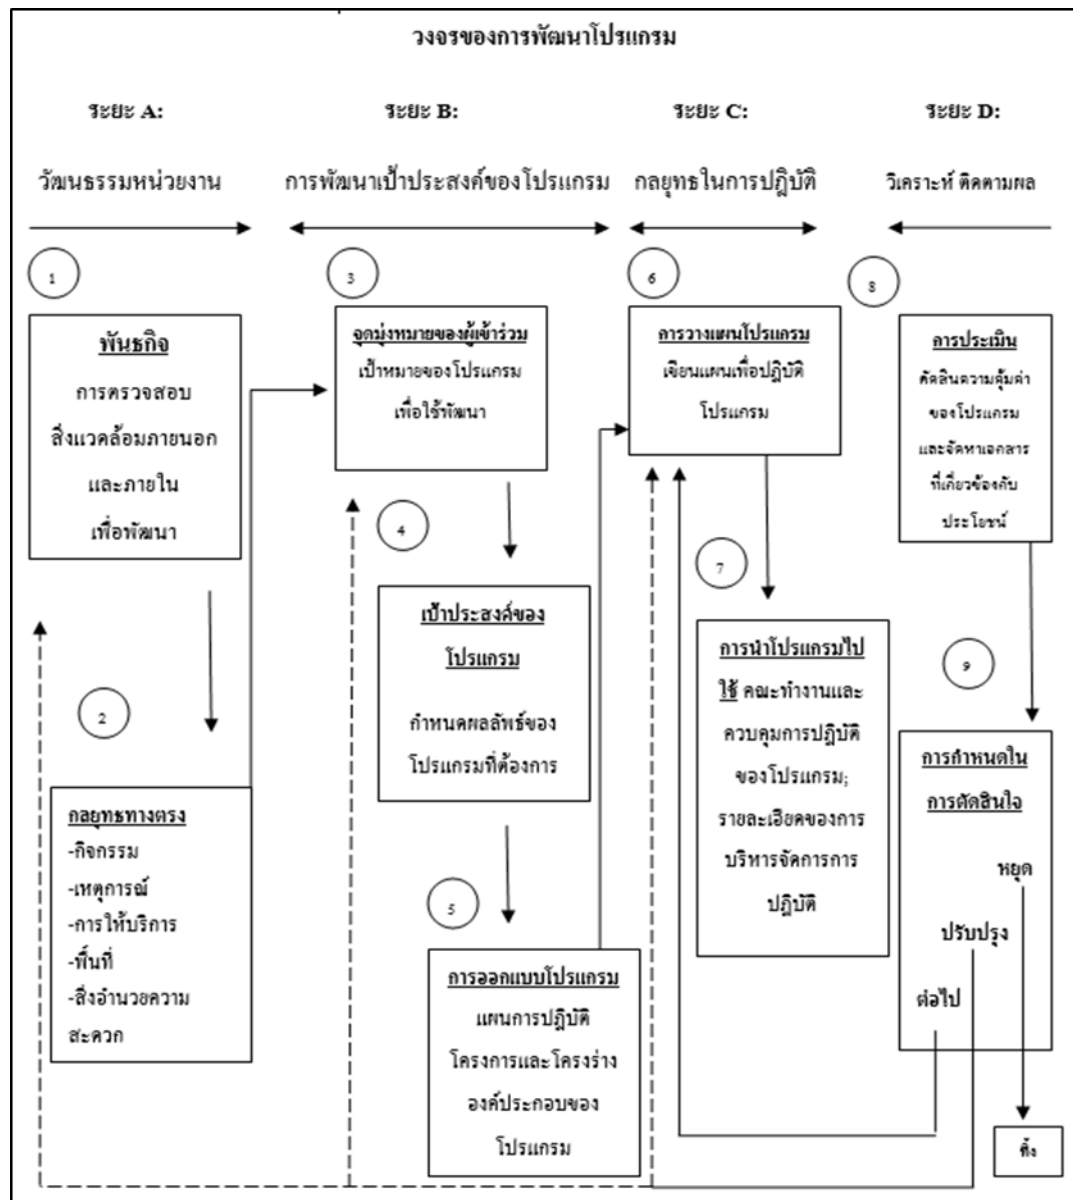 วงจรของการพัฒนาโปรแกรม
ระยะ A:
วัฒนธรรมหน่วยงาน
ระยะ B:
การพัฒนาเป้าประสงค์ของโปรแกรม
ระยะ C:
กลยุทธในการปฏิบัติ
ระยะ D:
วิเคราะห์ ติดตามผล
1
พันธกิจ
การตรวจสอบ
สิ่งแวดล้อมภายนอก
และภายใน
เพื่อพัฒนา
2
กลยุทธทางตรง
-กิจกรรม
-เหตุการณ์
-การให้บริการ
-พื้นที่
-สิ่งอำนวยความ
สะดวก
3
จุดมุ่งหมายของผู้เข้าร่วม
เป้าหมายของโปรแกรม
เพื่อใช้พัฒนา
4
เป้าประสงค์ของ
โปรแกรม
กำหนดผลลัพธ์ของ
โปรแกรมที่ต้องการ
5
การออกแบบโปรแกรม
แผนการปฏิบัติ
โครงการและโครงร่าง
องค์ประกอบของ
โปรแกรม
6
การวางแผนโปรแกรม
เขียนแผนเพื่อปฏิบัติ
โปรแกรม
7
การนำโปรแกรมไป
ใช้ คณะทำงานและ
ควบคุมการปฏิบัติ
ของโปรแกรม;
รายละเอียดของการ
บริหารจัดการการ
ปฏิบัติ
8
การประเมิน
ตัดสินความคุ้มค่า
ของโปรแกรม
และจัดหาเอกสาร
ที่เกี่ยวข้องกับ
ประโยชน์
9
การกำหนดใน
การตัดสินใจ
หยุด
ปรับปรุง
ต่อไป
ทิ้ง